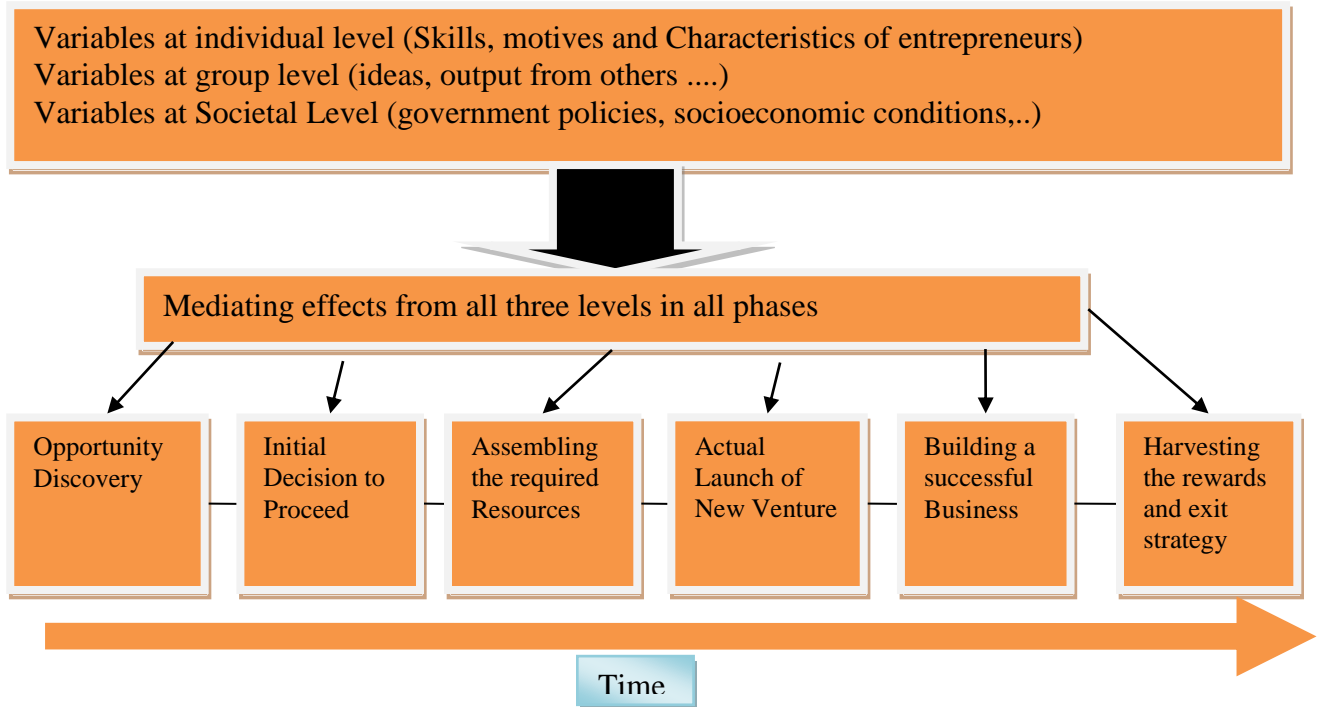 Variables at individual level (Skills, motives and Characteristics of entrepreneurs)
Variables at group level (ideas, output from others ....)
Variables at Societal Level (government policies, socioeconomic conditions,..)
Mediating effects from all three levels in all phases
Opportunity
Discovery
Initial
Decision to
Proceed
Assembling
the required
Resources
Actual
Launch of
New Venture
Building a
successful
Business
Harvesting
the rewards
and exit
strategy
Time